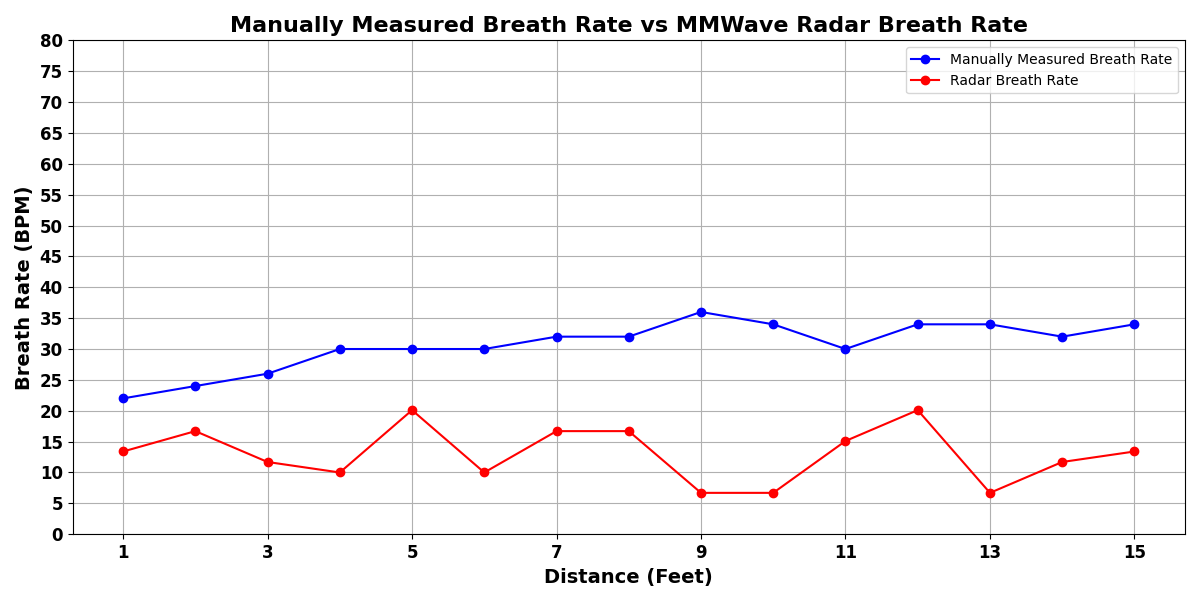 Manually Measured Breath Rate vs MMWave Radar Breath Rate
Manually Measured Breath Rate
Radar Breath Rate
Breath Rate (BPM)
80
75
70
65
60
55
50
45
40
35
30
25
20
15
10
5
0
1 3 5 7 9 11 13 15
Distance (Feet)